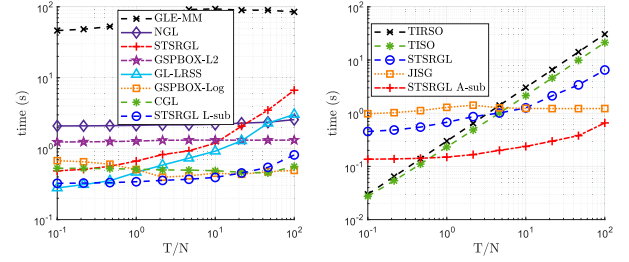 GLE-MM
NGL
STSRGL
GSPBOX-L2
GL-LRSS
GSPBOX-Log
CGL
STSRGL L-sub
time (s)
10^2
10^1
10^0
10^-1
10^-1
10^0
10^1
10^2
T/N
TIRSO
TISO
STSRGL
JISG
STSRGL A-sub
time (s)
10^2
10^1
10^0
10^-1
10^-2
10^-1
10^0
10^1
10^2
T/N